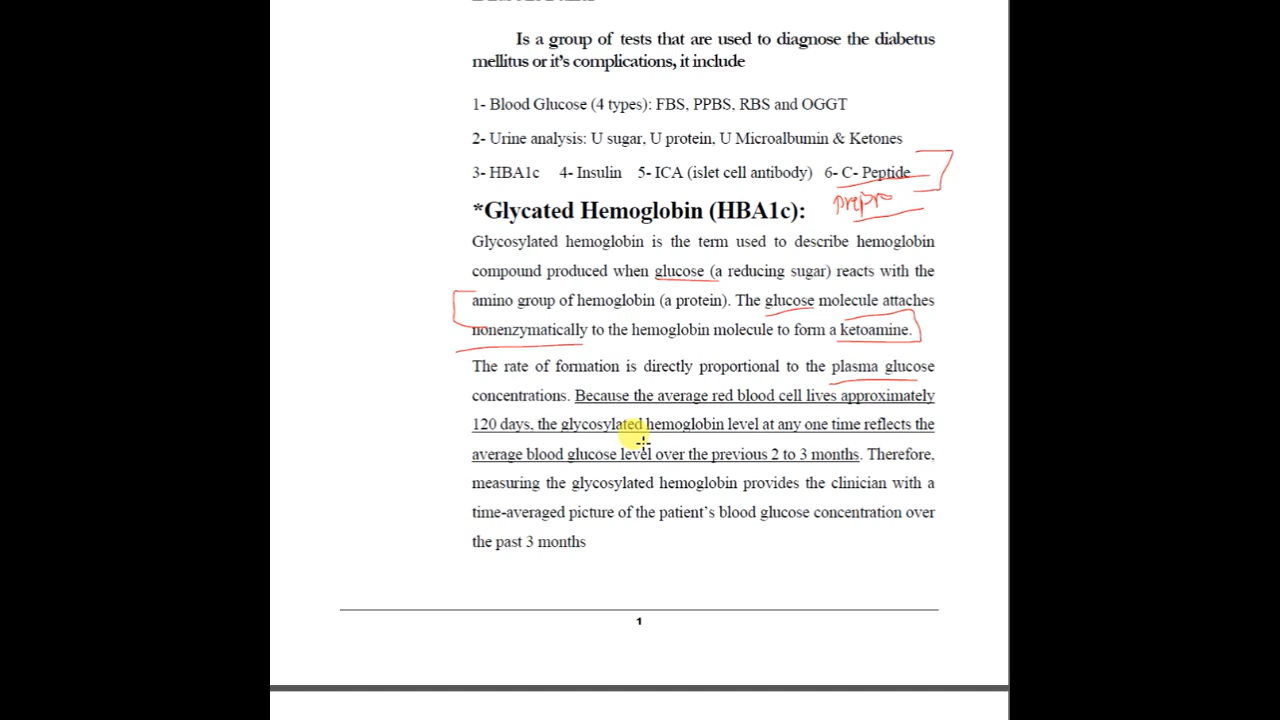 Is a group of tests that are used to diagnose the diabetus
mellitus or it's complications, it include
1- Blood Glucose (4 types): FBS, PPBS, RBS and OGGT
2- Urine analysis: U sugar, U protein, U Microalbumin & Ketones
3- HBA1c 4- Insulin 5- ICA (islet cell antibody) 6- C- Peptide
prepro
*Glycated Hemoglobin (HBA1c):
Glycosylated hemoglobin is the term used to describe hemoglobin
compound produced when glucose (a reducing sugar) reacts with the
amino group of hemoglobin (a protein). The glucose molecule attaches
nonenzymatically to the hemoglobin molecule to form a ketoamine.
The rate of formation is directly proportional to the plasma glucose
concentrations. Because the average red blood cell lives approximately
120 days, the glycosylated hemoglobin level at any one time reflects the
average blood glucose level over the previous 2 to 3 months. Therefore,
measuring the glycosylated hemoglobin provides the clinician with a
time-averaged picture of the patient's blood glucose concentration over
the past 3 months
1